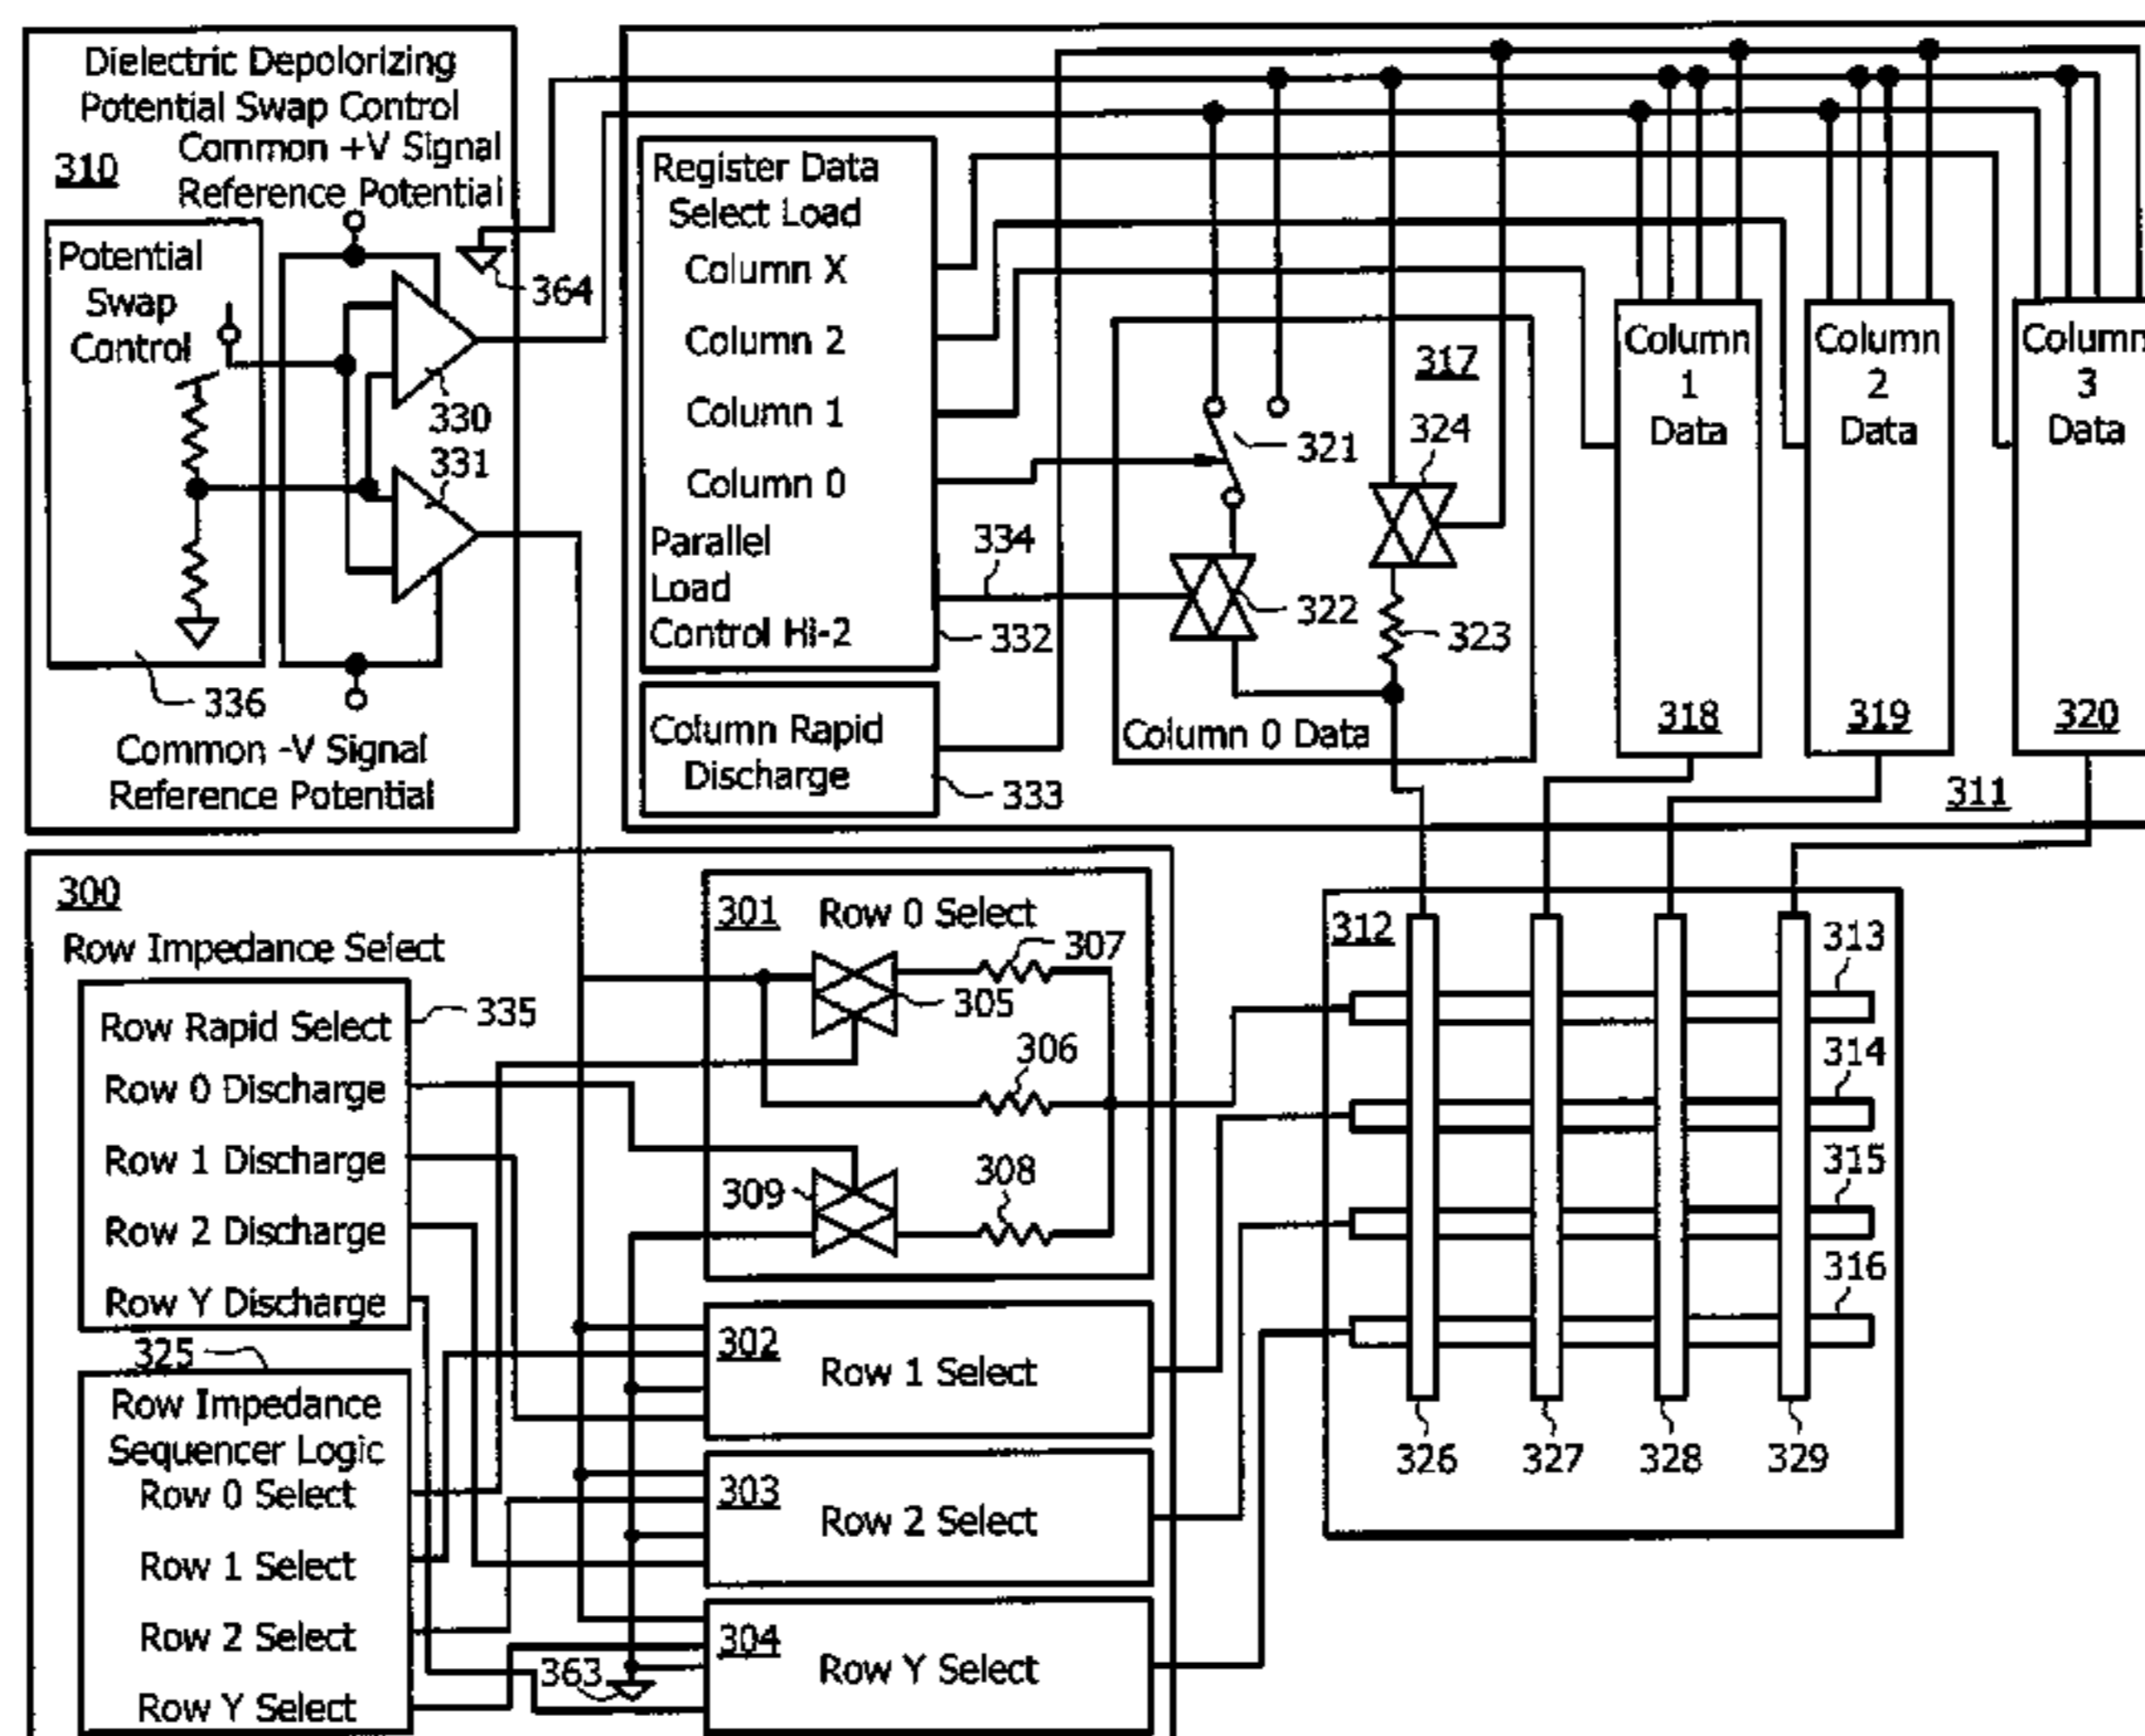 Dielectric Depolorizing
Potential Swap Control
Common +V Signal
Reference Potential
310
Potential
Swap
Control
364
330
331
336
Common -V Signal
Reference Potential
Register Data
Select Load
Column X
Column 2
Column 1
Column 0
Parallel
Load
Control Hi-2
334
332
Column Rapid
Discharge
333
317
321
324
322
323
Column 0 Data
Column
1
Data
318
Column
2
Data
319
Column
3
Data
320
311
300
Row Impedance Select
Row Rapid Select
335
Row 0 Discharge
Row 1 Discharge
Row 2 Discharge
Row Y Discharge
325
Row Impedance
Sequencer Logic
Row 0 Select
Row 1 Select
Row 2 Select
Row Y Select
301
Row 0 Select
307
305
306
309
308
302
Row 1 Select
303
Row 2 Select
304
Row Y Select
363
312
313
314
315
316
326
327
328
329